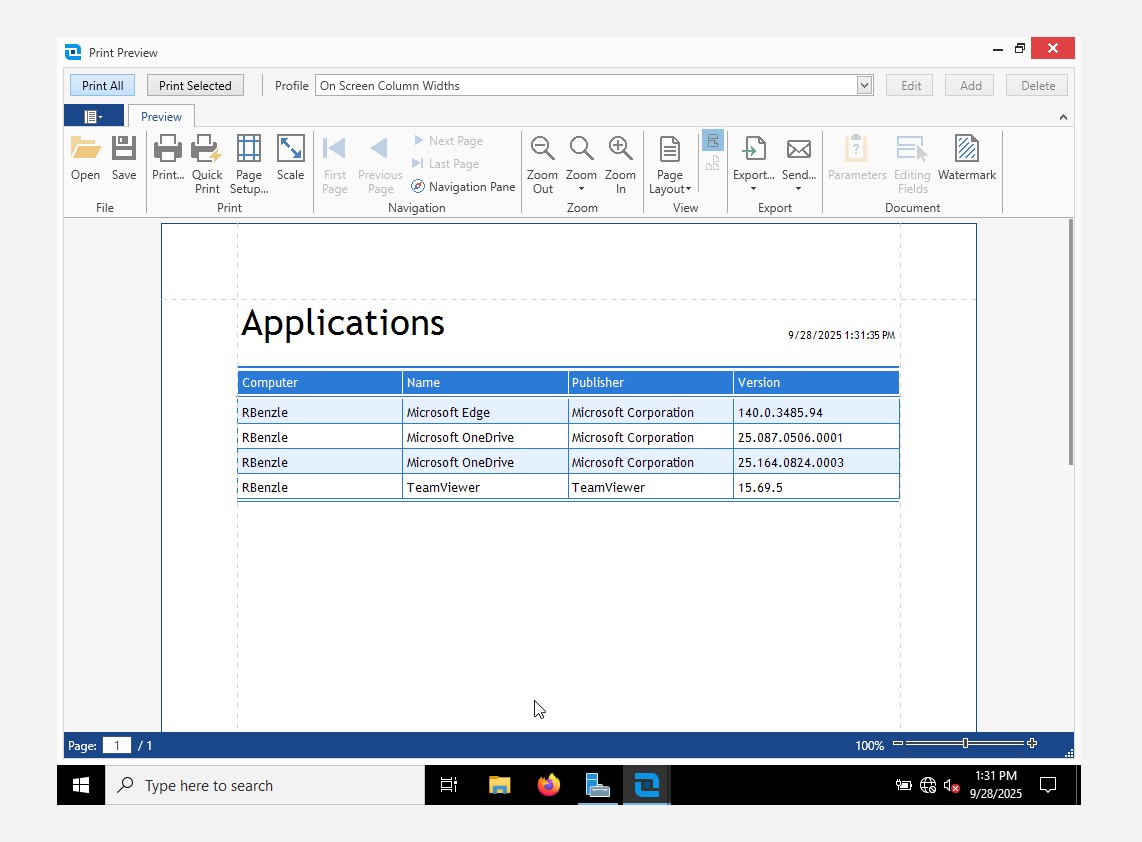 Print Preview
Print All Print Selected Profile On Screen Column Widths Edit Add Delete
Preview
Open Save Print... Quick Print Page Setup... Scale First Page Previous Page Next Page Last Page Navigation Pane Zoom Out Zoom Zoom In Page Layout Export... Send... Parameters Editing Fields Watermark
File Print Navigation Zoom View Export Document
Applications
9/28/2025 1:31:35 PM
Computer Name Publisher Version
RBenzle Microsoft Edge Microsoft Corporation 140.0.3485.94
RBenzle Microsoft OneDrive Microsoft Corporation 25.087.0506.0001
RBenzle Microsoft OneDrive Microsoft Corporation 25.164.0824.0003
RBenzle TeamViewer TeamViewer 15.69.5
Page: 1 / 1 100%
Type here to search
1:31 PM
9/28/2025